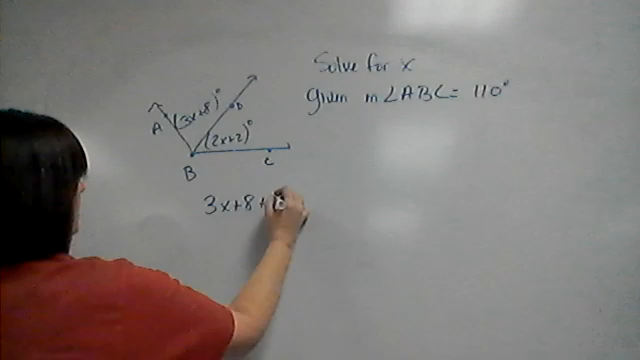 Solve for x
Given m∠ABC = 110°
A
(3x+8)°
D
(2x+2)°
B
C
3x+8+